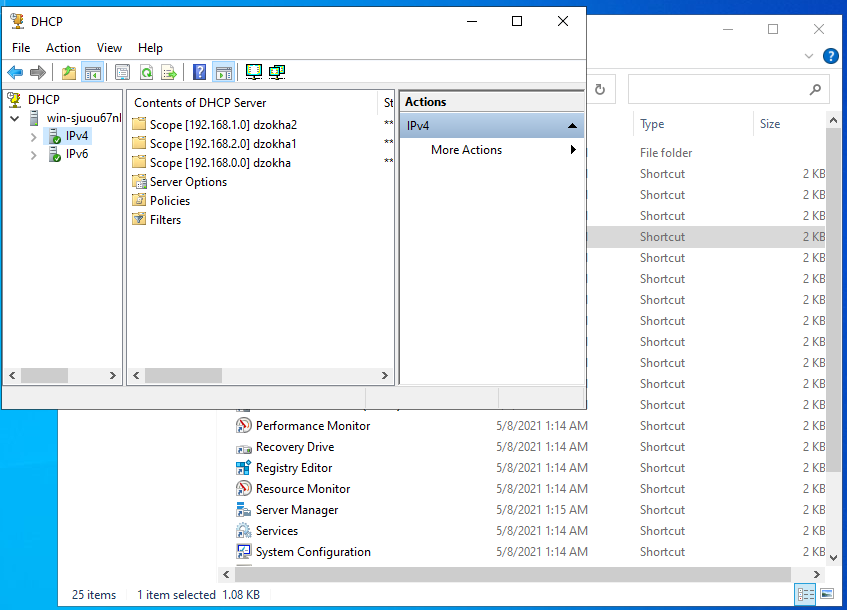 DHCP
File Action View Help
DHCP
win-sjuou67nl
IPv4
IPv6
Contents of DHCP Server St
Scope [192.168.1.0] dzokha2 **
Scope [192.168.2.0] dzokha1 **
Scope [192.168.0.0] dzokha **
Server Options
Policies
Filters
Actions
IPv4
More Actions
Type Size
File folder
Shortcut 2 KB
Shortcut 2 KB
Shortcut 2 KB
Shortcut 2 KB
Shortcut 2 KB
Shortcut 2 KB
Shortcut 2 KB
Shortcut 2 KB
Shortcut 2 KB
Shortcut 2 KB
Shortcut 2 KB
Shortcut 2 KB
Performance Monitor 5/8/2021 1:14 AM Shortcut 2 KB
Recovery Drive 5/8/2021 1:14 AM Shortcut 2 KB
Registry Editor 5/8/2021 1:14 AM Shortcut 2 KB
Resource Monitor 5/8/2021 1:14 AM Shortcut 2 KB
Server Manager 5/8/2021 1:15 AM Shortcut 2 KB
Services 5/8/2021 1:14 AM Shortcut 2 KB
System Configuration 5/8/2021 1:14 AM Shortcut 2 KB
25 items 1 item selected 1.08 KB